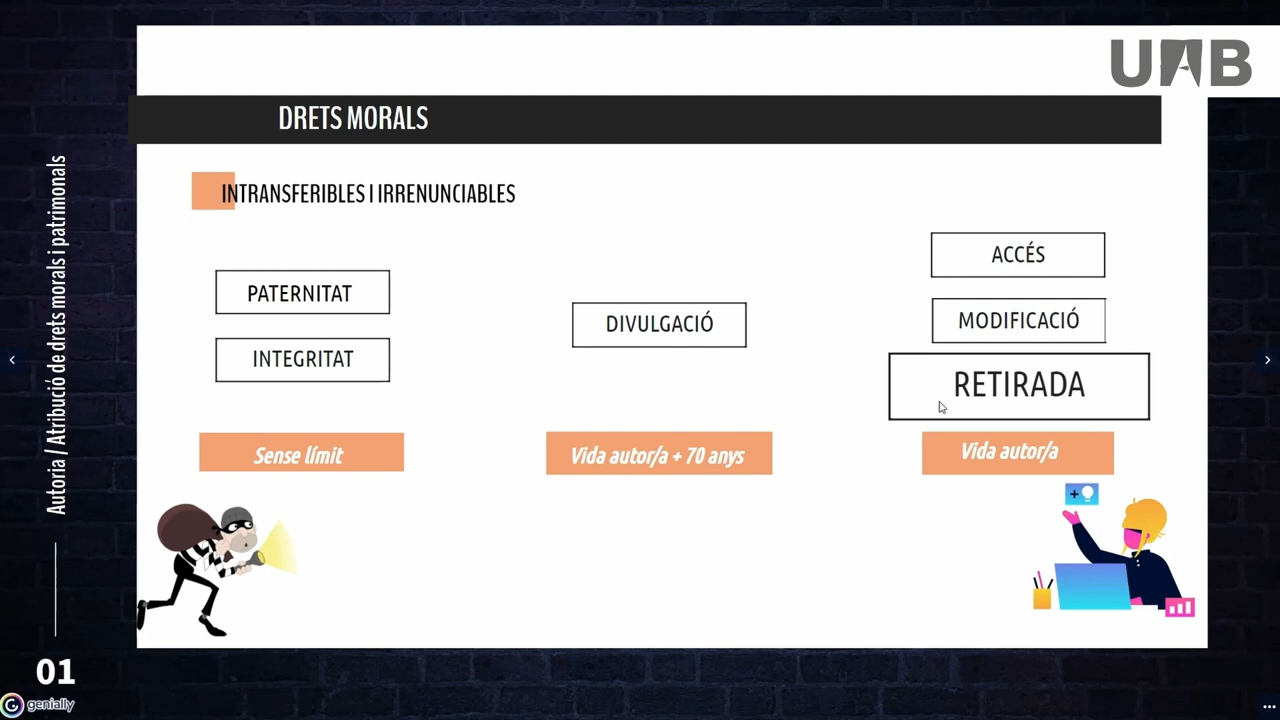 UAB
DRETS MORALS
INTRANSFERIBLES I IRRENUNCIABLES
PATERNITAT
INTEGRITAT
Sense límit
DIVULGACIÓ
Vida autor/a + 70 anys
ACCÉS
MODIFICACIÓ
RETIRADA
Vida autor/a
Autoria / Atribució de drets morals i patrimonals
01
genially